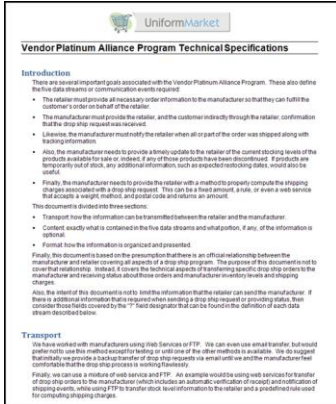 UniformMarket
Vendor Platinum Alliance Program Technical Specifications
Introduction
There are several important goals associated with the Vendor Platinum Alliance Program. These also define
the five data streams or communication events required:
• The retailer must provide all necessary order information to the manufacturer so that they can fulfill the
customer's order on behalf of the retailer.
• The manufacturer must provide the retailer, and the customer indirectly through the retailer, confirmation
that the drop ship request was received.
• Likewise, the manufacturer must notify the retailer when all or part of the order was shipped along with
tracking information.
• Also, the manufacturer needs to provide a timely update to the retailer of the current stocking levels of the
products available for sale or, indeed, if any of those products have been discontinued. If products are
temporarily out of stock, any additional information, such as expected restocking dates, would also be
useful.
• Finally, the manufacturer needs to provide the retailer with a method to properly compute the shipping
charges associated with a drop ship request. This can be a fixed amount, a rule, or even a web service
that accepts a weight, method, and postal code and returns an amount.
This document is divided into three sections:
• Transport how the information can be transmitted between the retailer and the manufacturer.
• Content exactly what is contained in the five data streams and what portion, if any, of the information is
optional.
• Format how the information is organized and presented.
Finally, this document is based on the presumption that there is an official relationship between the
manufacturer and retailer covering all aspects of a drop ship program. The purpose of this document is not to
cover that relationship. Instead, it covers the technical aspects of transferring specific drop ship orders to the
manufacturer and receiving status about those orders and manufacturer inventory levels and shipping
charges.
Also, the intent of this document is not to limit the information that the retailer can send the manufacturer. If
there is additional information that is required when sending a drop ship request or providing status, then
consider those fields covered by the "?" field designator that can be found in the definition of each data
stream described below.
Transport
We have worked with manufacturers using Web Services or FTP. We can even use email transfer, but would
prefer not to use this method except for testing or until one of the other methods is available. We do suggest
that initially we provide a backup transfer of drop ship requests via email until we and the manufacturer feel
comfortable that the drop ship process is working flawlessly.
Finally, we can use a mixture of web service and FTP. An example would be using web services for transfer
of drop ship orders to the manufacturer (which includes an automatic verification of receipt) and notification of
shipping events, while using FTP to transfer stock level information to the retailer and a predefined rule used
for computing shipping charges.